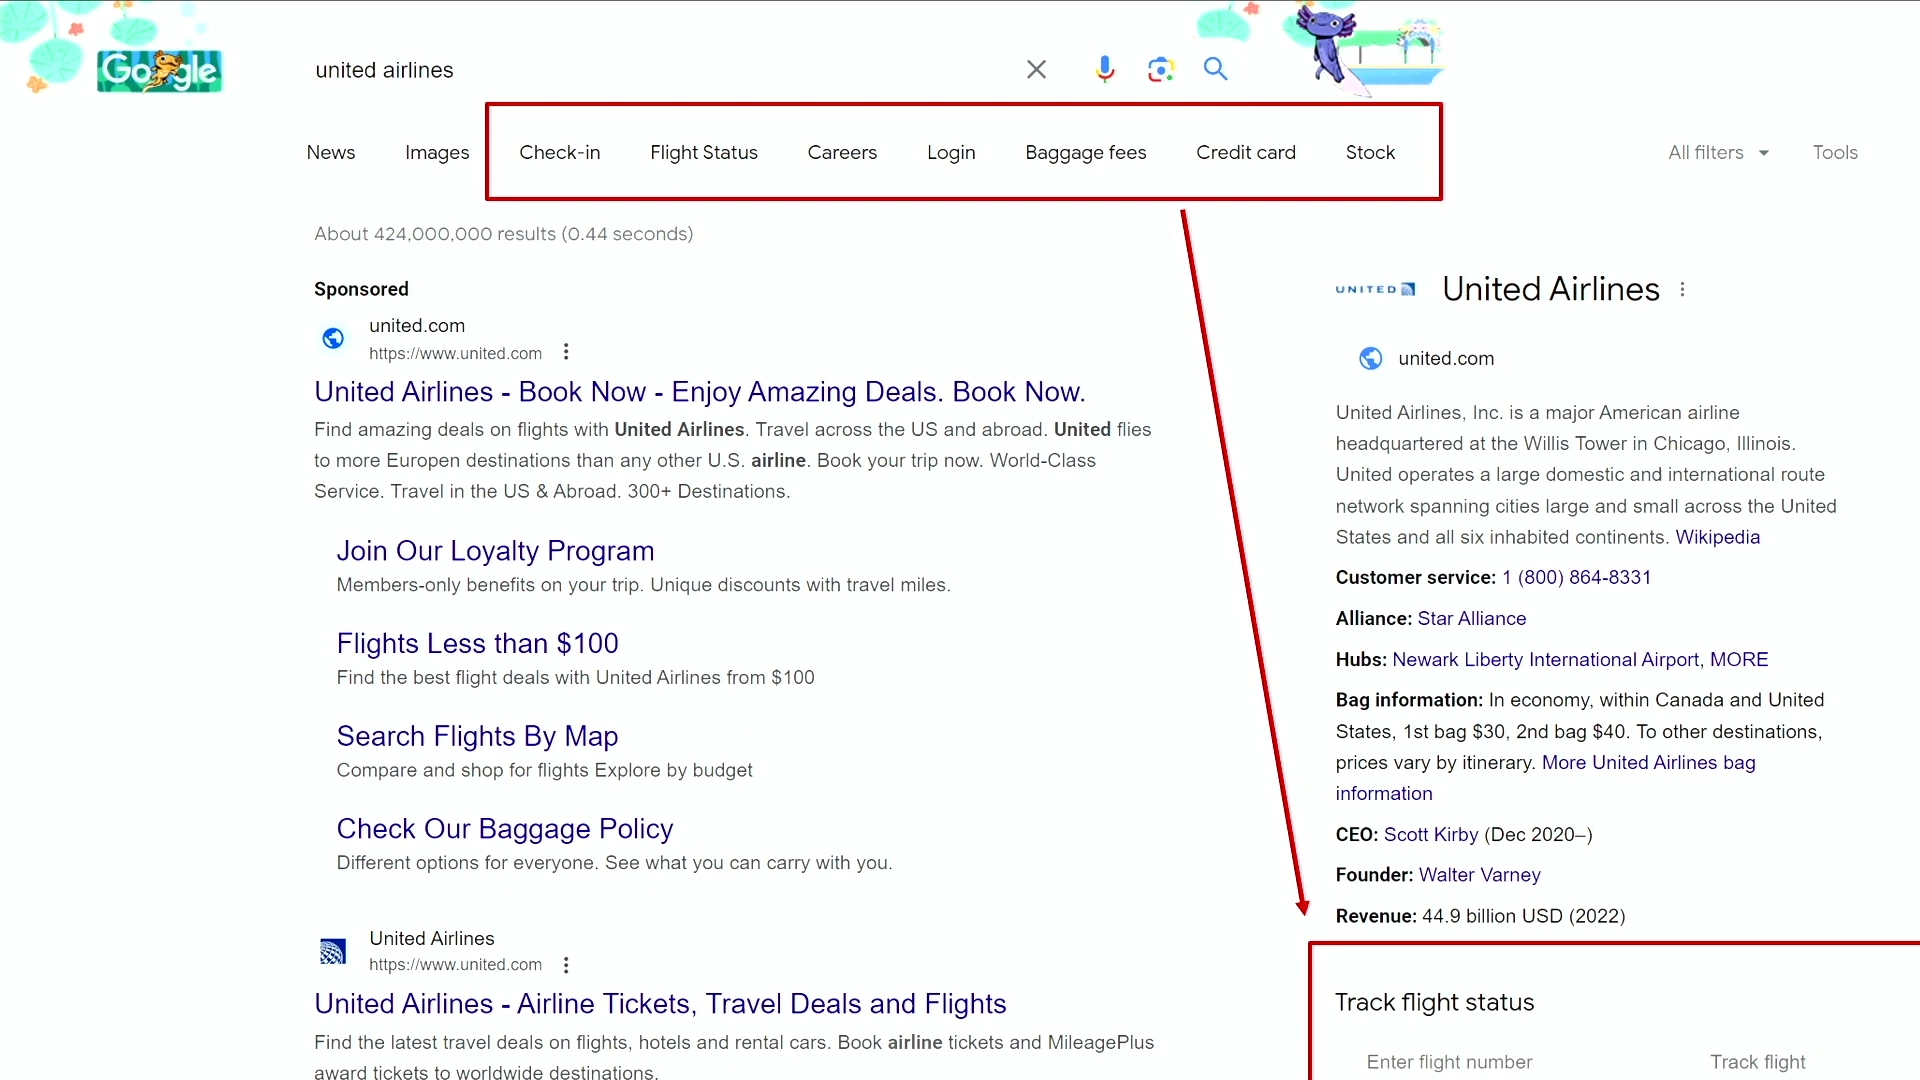 Google
united airlines
News Images Check-in Flight Status Careers Login Baggage fees Credit card Stock All filters Tools
About 424,000,000 results (0.44 seconds)
Sponsored
united.com
https://www.united.com
United Airlines - Book Now - Enjoy Amazing Deals. Book Now.
Find amazing deals on flights with United Airlines. Travel across the US and abroad. United flies
to more Europen destinations than any other U.S. airline. Book your trip now. World-Class
Service. Travel in the US & Abroad. 300+ Destinations.
Join Our Loyalty Program
Members-only benefits on your trip. Unique discounts with travel miles.
Flights Less than $100
Find the best flight deals with United Airlines from $100
Search Flights By Map
Compare and shop for flights Explore by budget
Check Our Baggage Policy
Different options for everyone. See what you can carry with you.
United Airlines
https://www.united.com
United Airlines - Airline Tickets, Travel Deals and Flights
Find the latest travel deals on flights, hotels and rental cars. Book airline tickets and MileagePlus
award tickets to worldwide destinations.
UNITED
United Airlines
united.com
United Airlines, Inc. is a major American airline
headquartered at the Willis Tower in Chicago, Illinois.
United operates a large domestic and international route
network spanning cities large and small across the United
States and all six inhabited continents. Wikipedia
Customer service: 1 (800) 864-8331
Alliance: Star Alliance
Hubs: Newark Liberty International Airport, MORE
Bag information: In economy, within Canada and United
States, 1st bag $30, 2nd bag $40. To other destinations,
prices vary by itinerary. More United Airlines bag
information
CEO: Scott Kirby (Dec 2020–)
Founder: Walter Varney
Revenue: 44.9 billion USD (2022)
Track flight status
Enter flight number Track flight